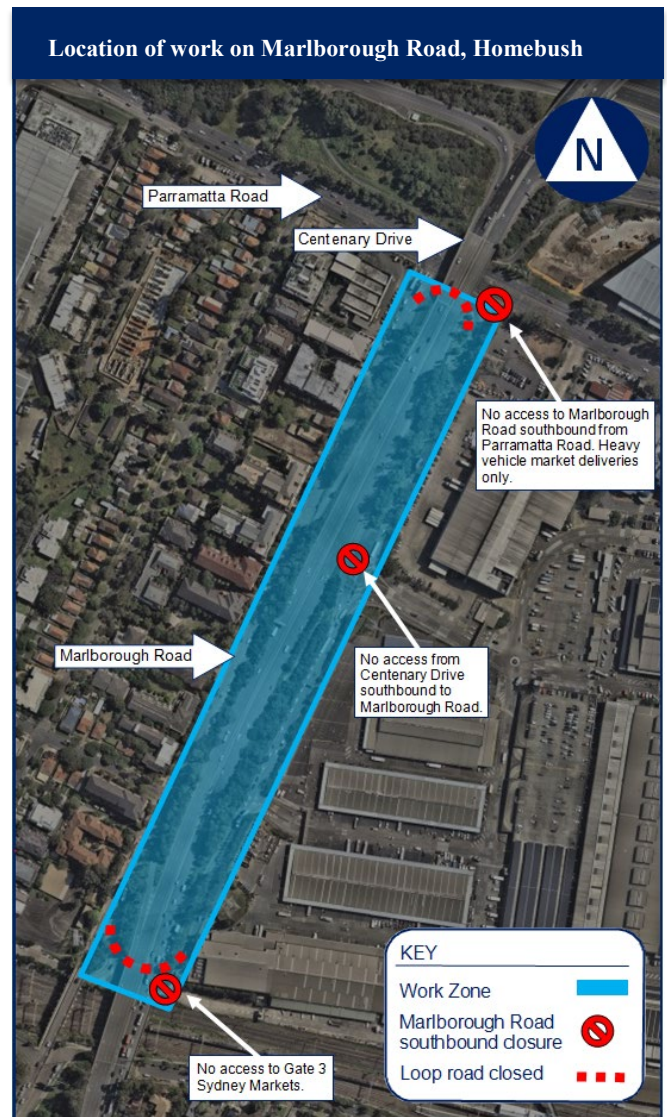 Location of work on Marlborough Road, Homebush
N
Parramatta Road
Centenary Drive
No access to Marlborough
Road southbound from
Parramatta Road. Heavy
vehicle market deliveries
only.
Marlborough Road
No access from
Centenary Drive
southbound to
Marlborough Road.
No access to Gate 3
Sydney Markets.
KEY
Work Zone
Marlborough Road
southbound closure
Loop road closed